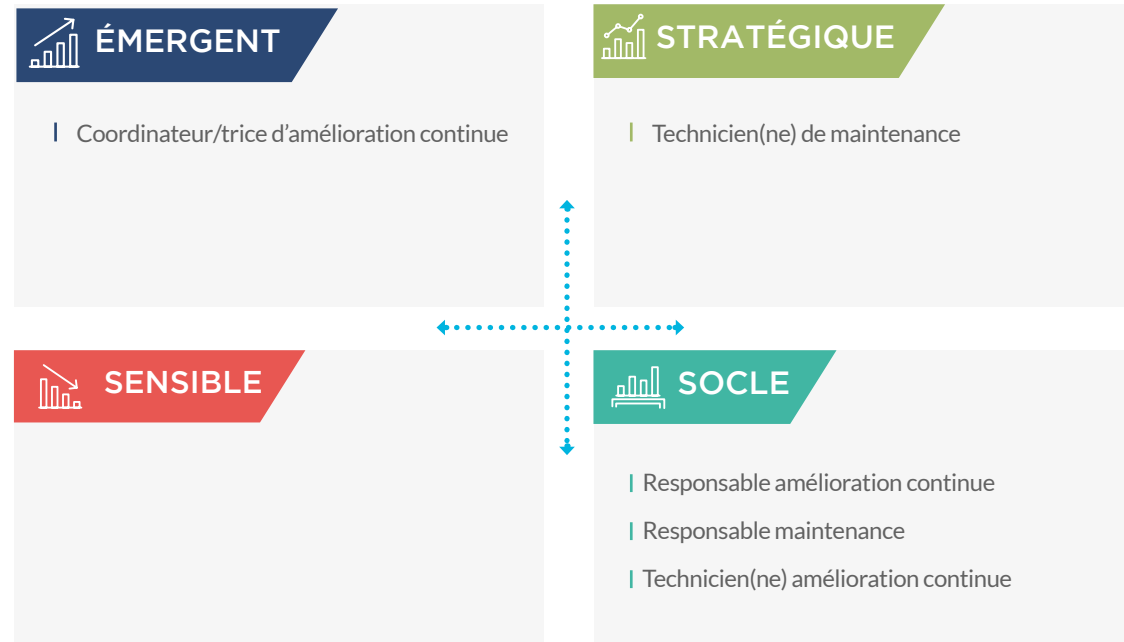 ÉMERGENT
Coordinateur/trice d’amélioration continue
STRATÉGIQUE
Technicien(ne) de maintenance
SENSIBLE
SOCLE
Responsable amélioration continue
Responsable maintenance
Technicien(ne) amélioration continue